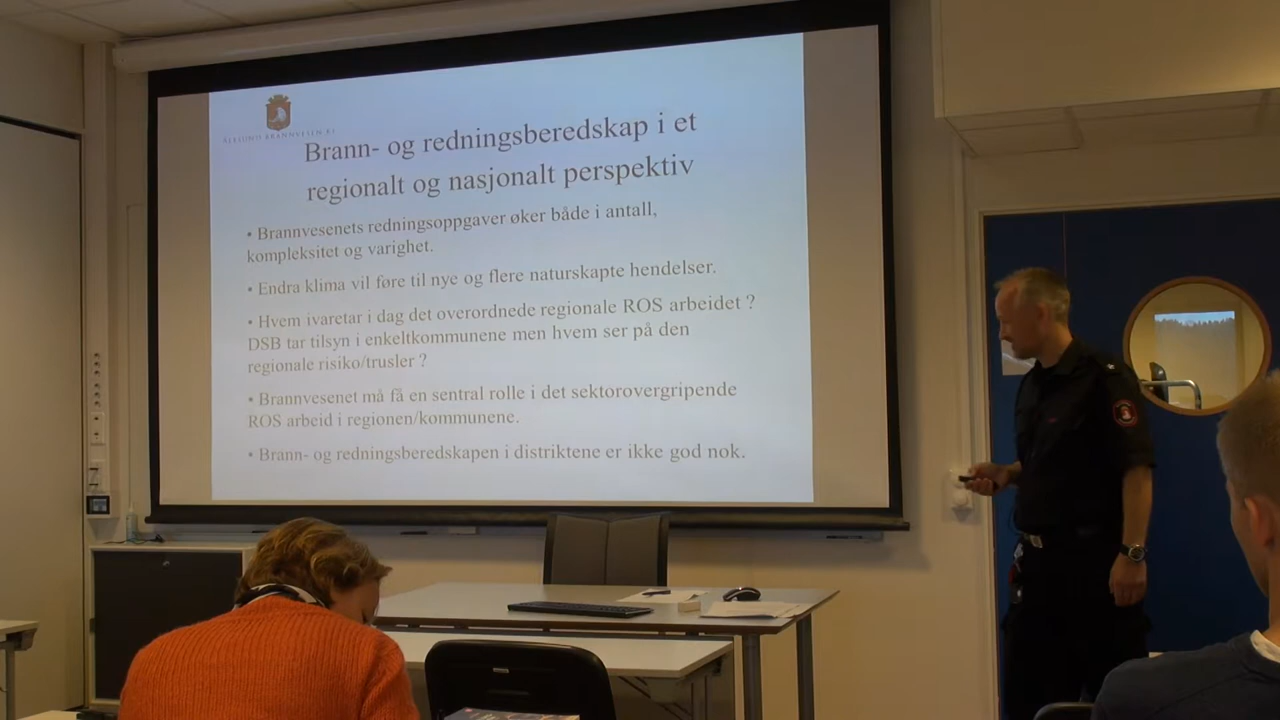 ÅLESUND BRANNVESEN KF
Brann- og redningsberedskap i et
regionalt og nasjonalt perspektiv
• Brannvesenets redningsoppgaver øker både i antall,
kompleksitet og varighet.
• Endra klima vil føre til nye og flere naturskapte hendelser.
• Hvem ivaretar i dag det overordnede regionale ROS arbeidet ?
DSB tar tilsyn i enkeltkommunene men hvem ser på den
regionale risiko/trusler ?
• Brannvesenet må få en sentral rolle i det sektorovergripende
ROS arbeid i regionen/kommunene.
• Brann- og redningsberedskapen i distriktene er ikke god nok.